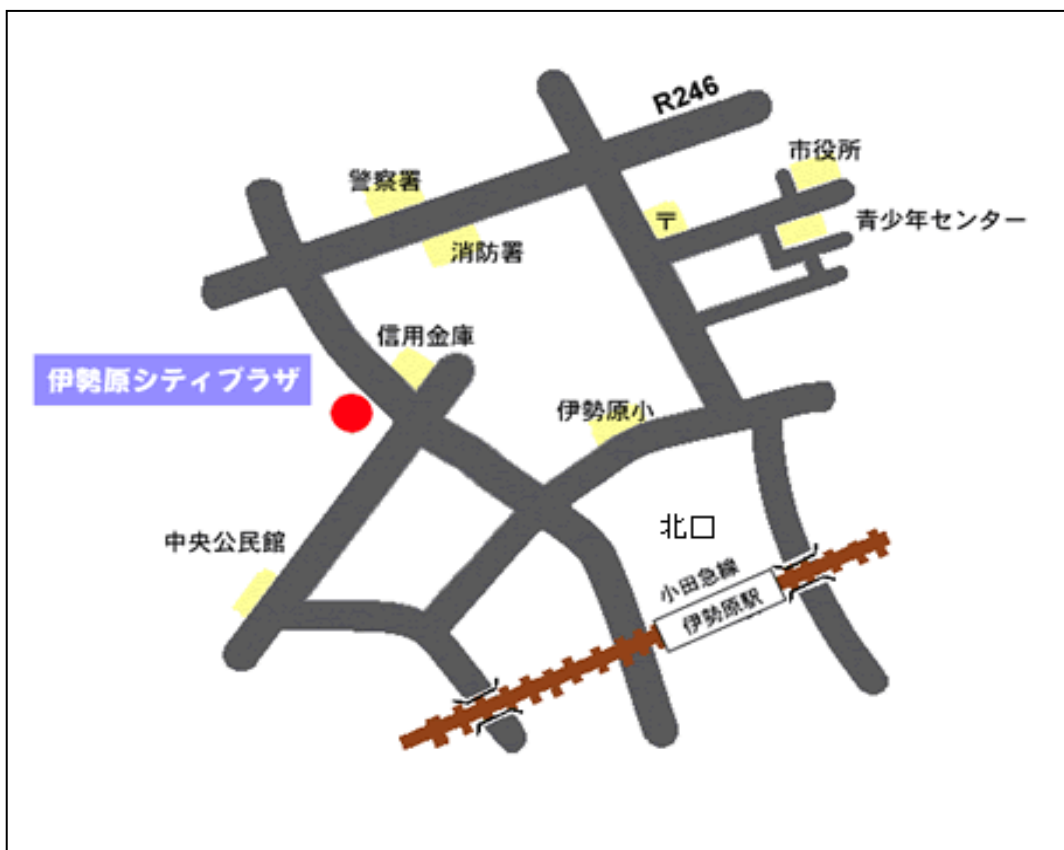 R246
市役所
警察署
〒
青少年センター
消防署
信用金庫
伊勢原シティプラザ
伊勢原小
北口
中央公民館
小田急線
伊勢原駅